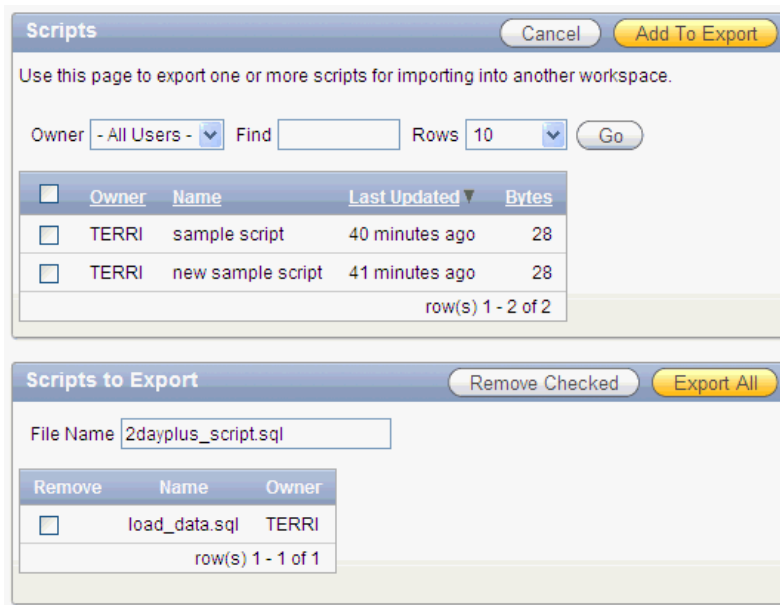 Scripts Cancel Add To Export
Use this page to export one or more scripts for importing into another workspace.
Owner - All Users - Find Rows 10 Go
Owner Name Last Updated Bytes
TERRI sample script 40 minutes ago 28
TERRI new sample script 41 minutes ago 28
row(s) 1 - 2 of 2
Scripts to Export Remove Checked Export All
File Name 2dayplus_script.sql
Remove Name Owner
load_data.sql TERRI
row(s) 1 - 1 of 1